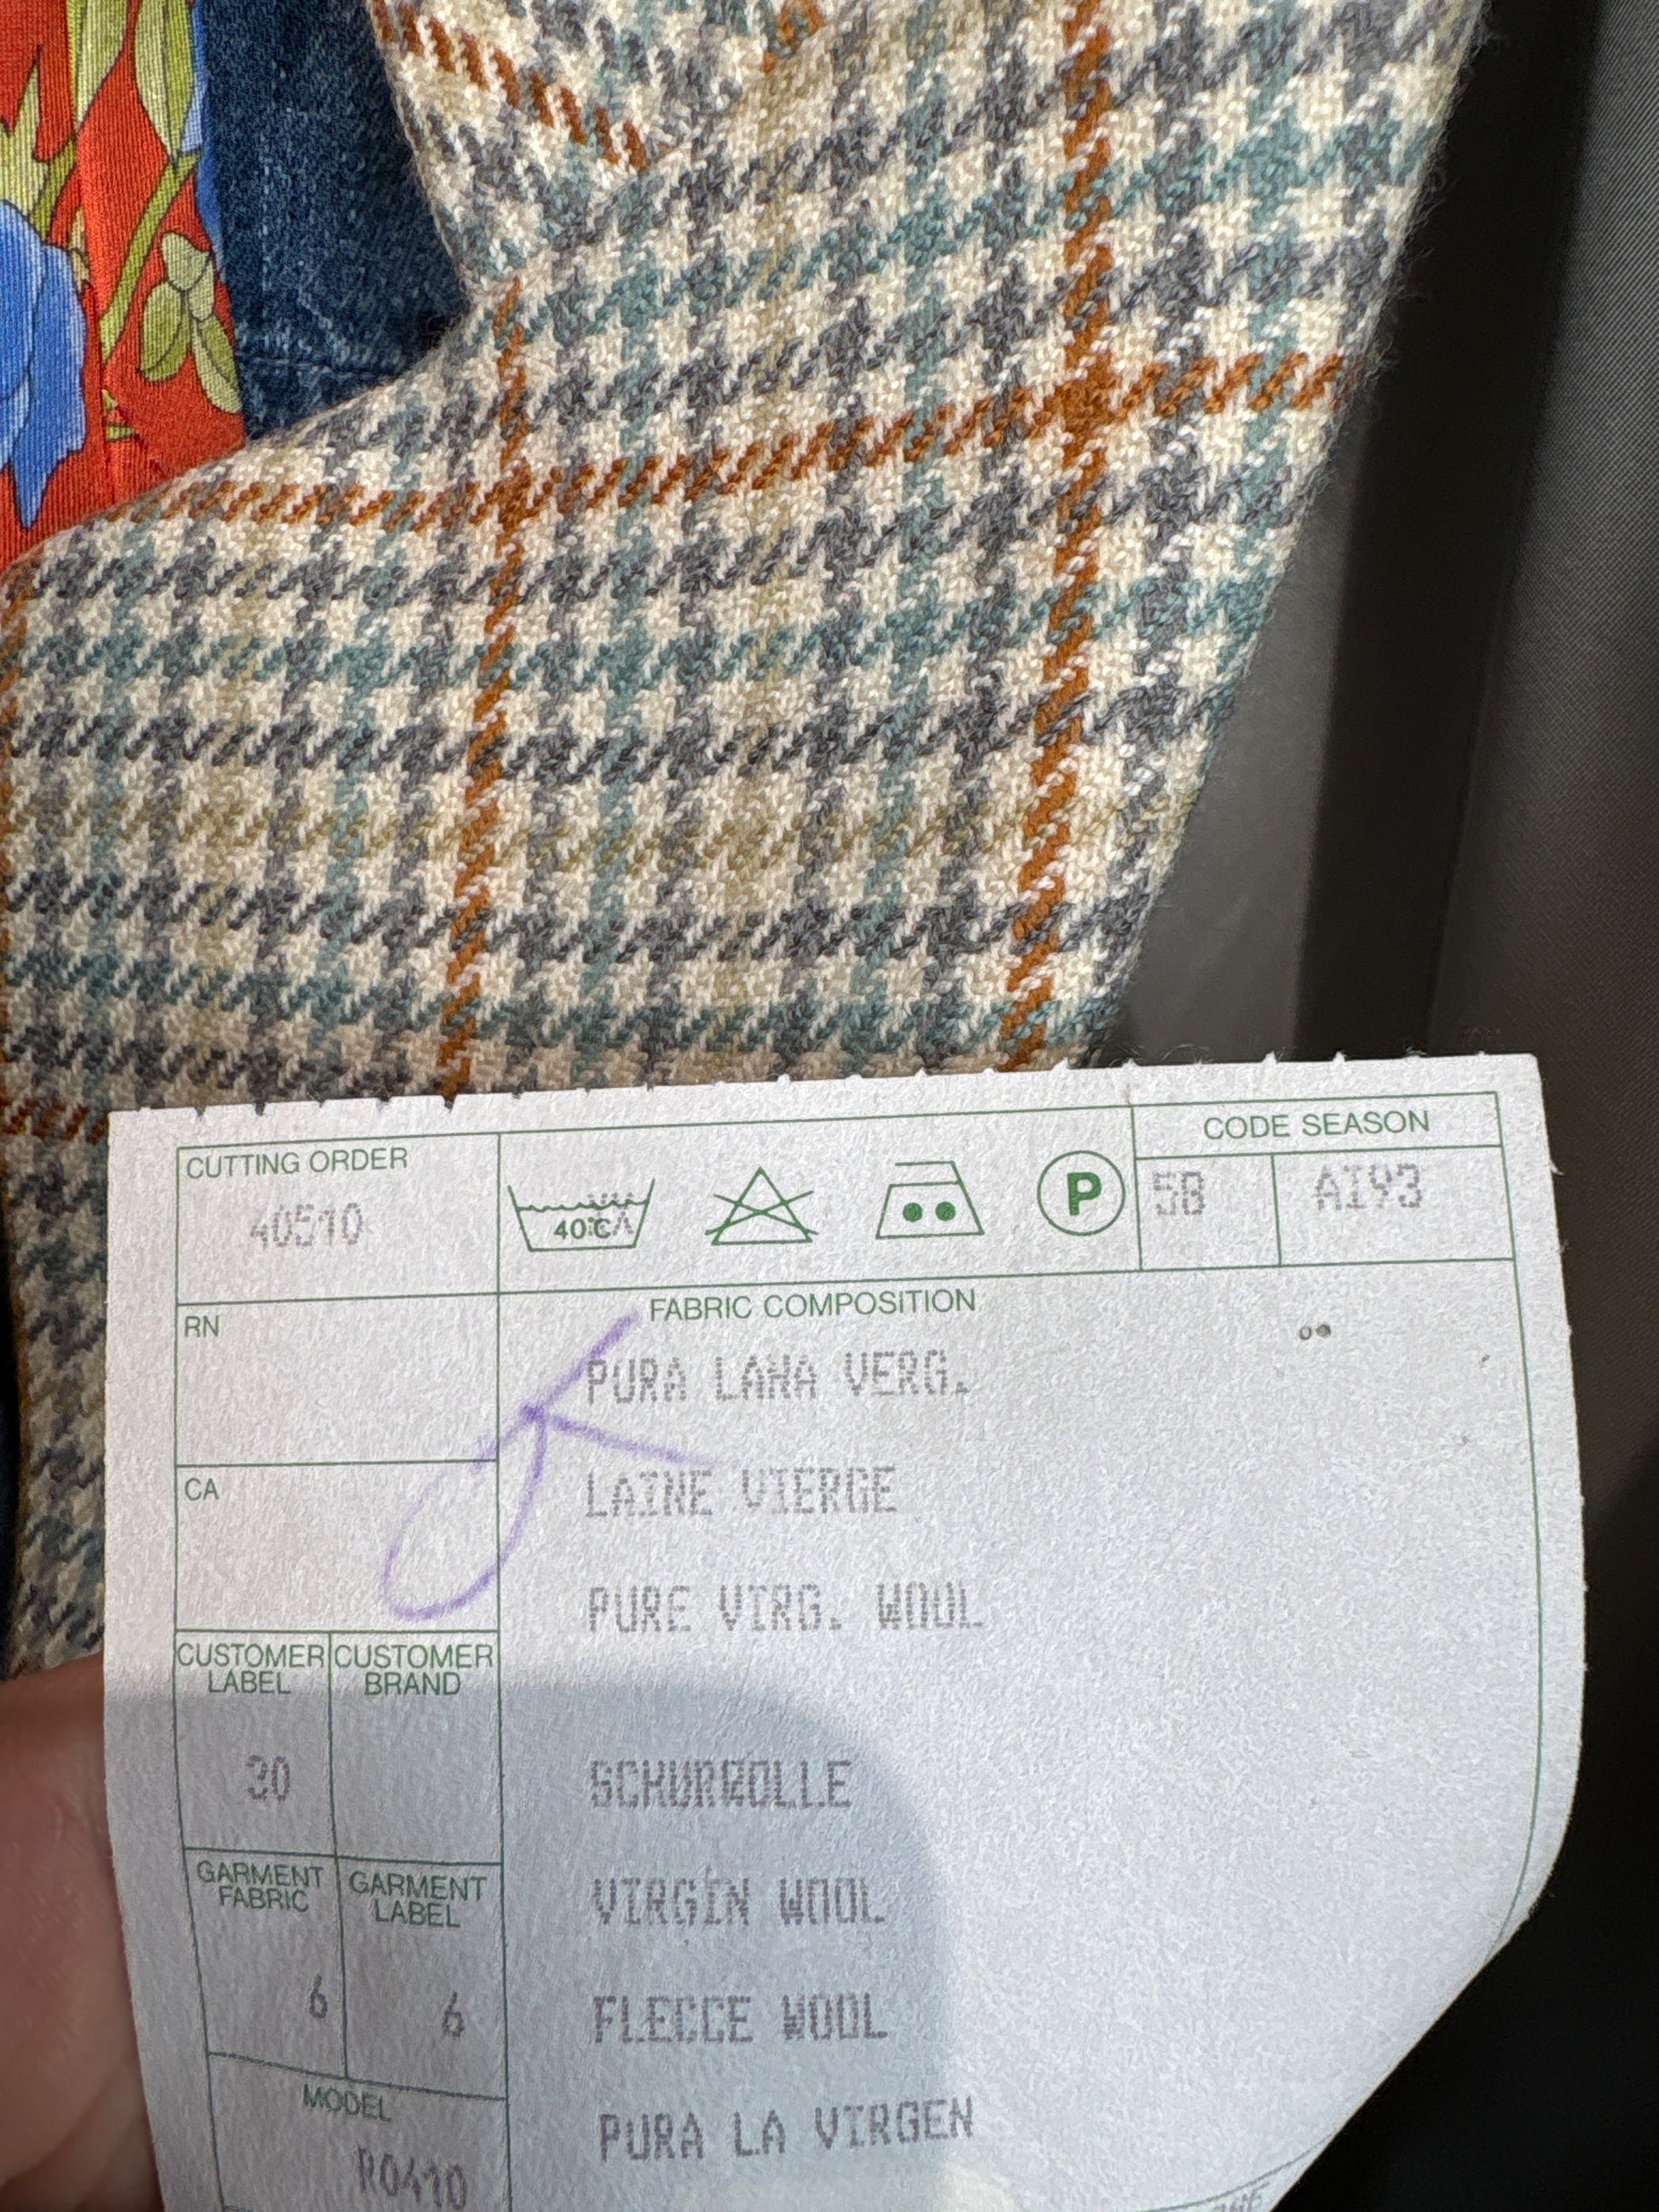 CUTTING ORDER
40510
40°C
P
CODE SEASON
58 AI93
RN
CA
CUSTOMER LABEL
CUSTOMER BRAND
30
GARMENT FABRIC
GARMENT LABEL
6 6
MODEL
R0410
FABRIC COMPOSITION
PURA LANA VERG.
LAINE VIERGE
PURE VIRG. WOOL
SCHURWOLLE
VIRGIN WOOL
FLECCE WOOL
PURA LA VIRGEN